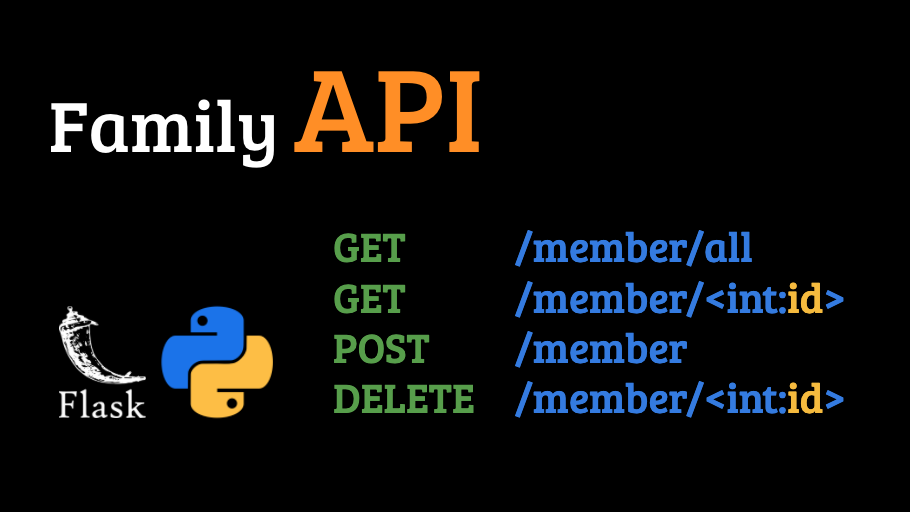 Family API
GET /member/all
GET /member/<int:id>
POST /member
DELETE /member/<int:id>
Flask